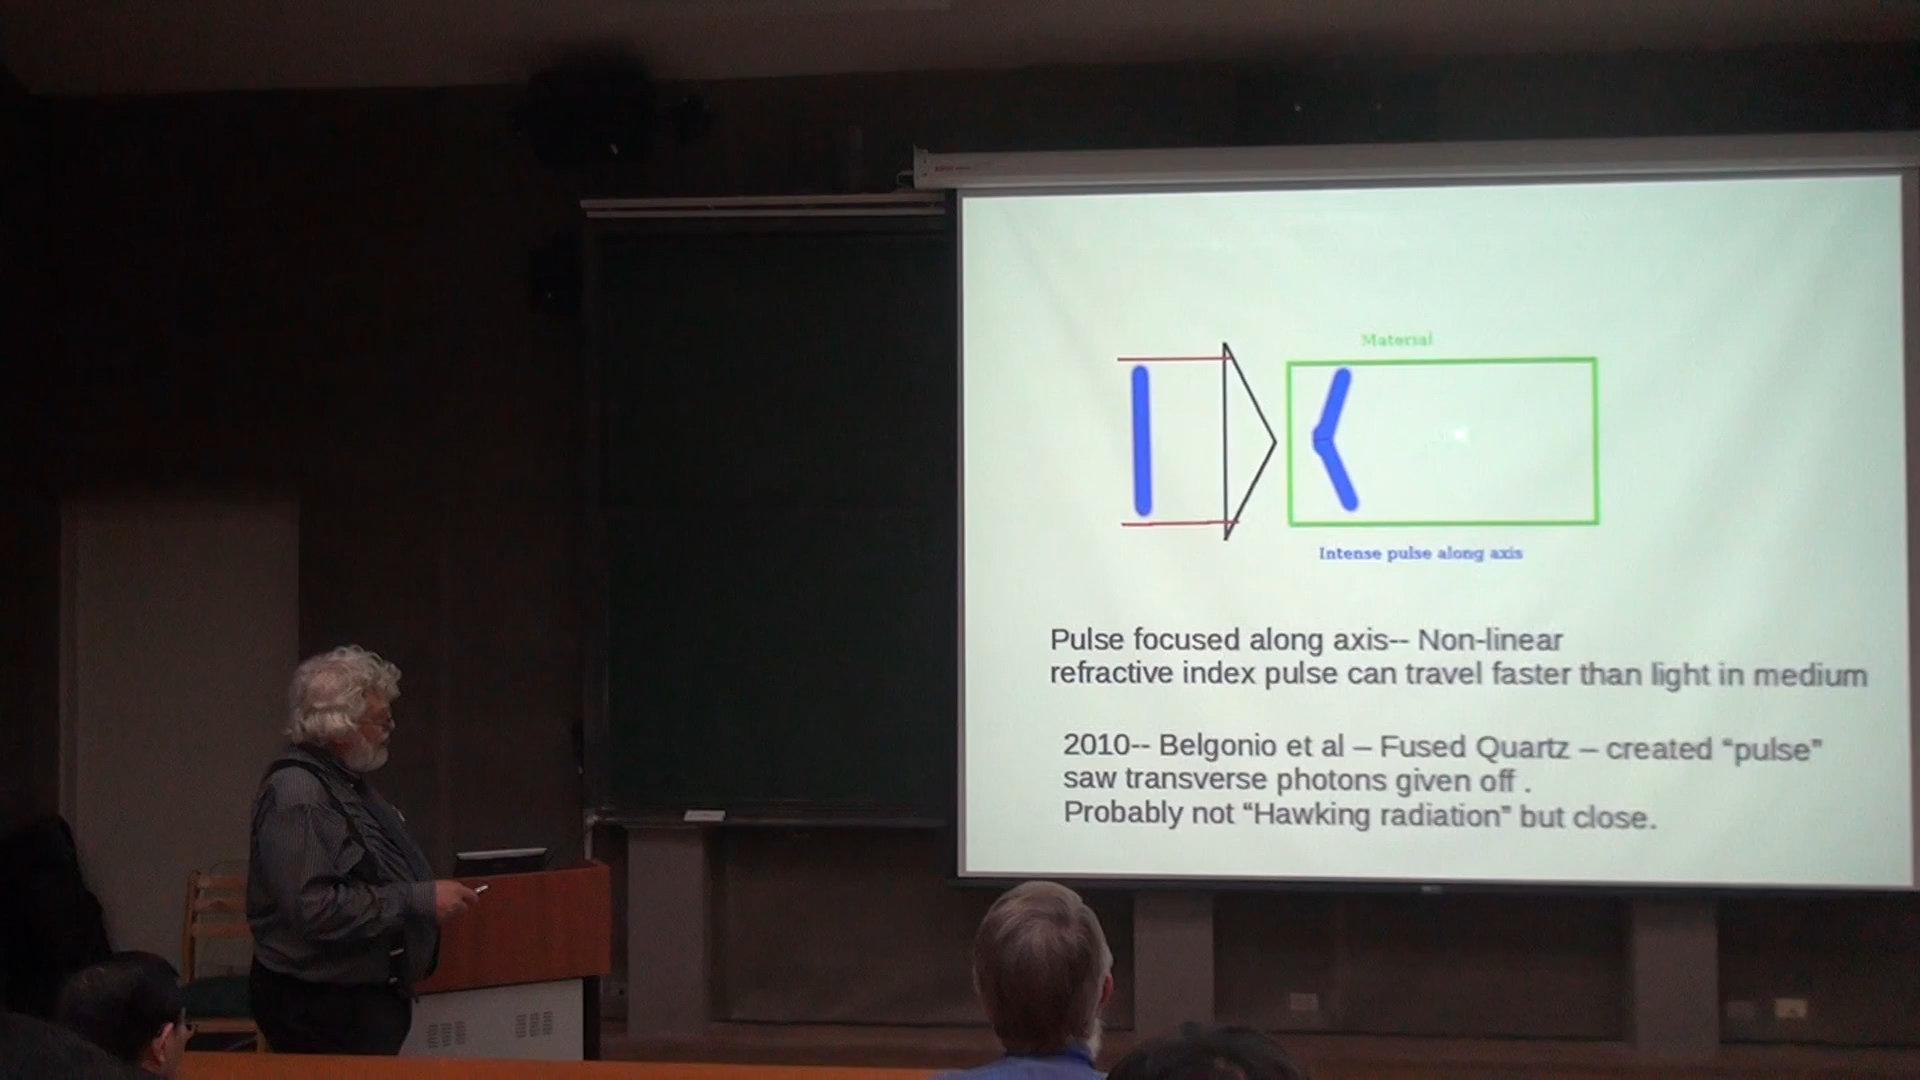 Material
Intense pulse along axis
Pulse focused along axis-- Non-linear
refractive index pulse can travel faster than light in medium
2010-- Belgonio et al – Fused Quartz – created “pulse”
saw transverse photons given off .
Probably not “Hawking radiation” but close.